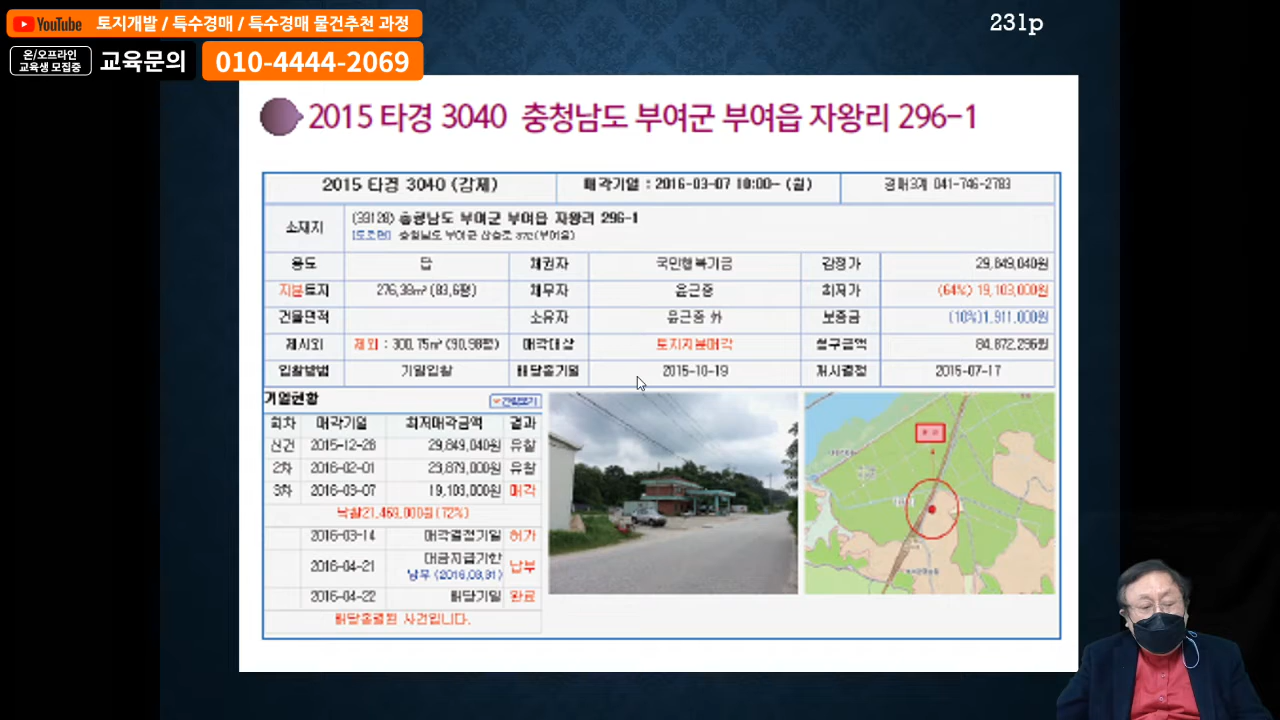 YouTube 토지개발 / 특수경매 / 특수경매 물건추천 과정
온/오프라인
교육생 모집중
교육문의 010-4444-2069
231p
2015 타경 3040 충청남도 부여군 부여읍 자왕리 296-1
2015 타경 3040 (강제) 매각기일 : 2016-03-07 10:00~ (월) 경매3계 041-746-2783
소재지 (33128) 충청남도 부여군 부여읍 자왕리 296-1
[도로명] 충청남도 부여군
용도 답 채권자 국민행복기금 감정가 29,849,040원
지분토지 276.38㎡ (83.6평) 채무자 윤근중 최저가 (64%) 19,103,000원
건물면적 소유자 윤근중 外 보증금 (10%)1,911,000원
제시외 제외 : 300.75㎡ (90.98평) 매각대상 토지지분매각 청구금액 84,872,296원
입찰방법 기일입찰 배당종기일 2015-10-19 개시결정 2015-07-17
기일현황 간략보기
회차 매각기일 최저매각금액 결과
신건 2015-12-28 29,849,040원 유찰
2차 2016-02-01 23,879,000원 유찰
3차 2016-03-07 19,103,000원 매각
낙찰21,469,000원(72%)
2016-03-14 매각결정기일 허가
2016-04-21 대금지급기한 납부
납부 (2016.03.31)
2016-04-22 배당기일 완료
배당종결된 사건입니다.